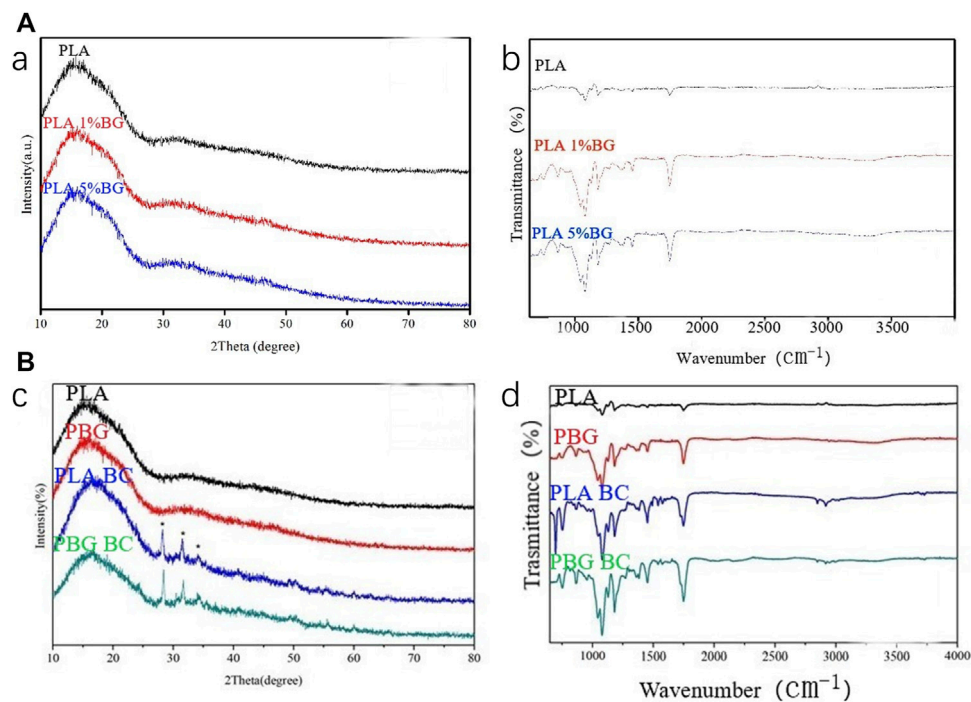 A
a
PLA
PLA 1%BG
PLA 5%BG
Intensity(a.u.)
10 20 30 40 50 60 70 80
2Theta (degree)
b
PLA
PLA 1%BG
PLA 5%BG
Transmittance (%)
1000 1500 2000 2500 3000 3500
Wavenumber (CM⁻¹)
B
c
PLA
PBG
PLA BC
PBG BC
* * *
Intensity(%)
10 20 30 40 50 60 70 80
2Theta(degree)
d
PLA
PBG
PLA BC
PBG BC
Trasmittance (%)
1000 1500 2000 2500 3000 3500 4000
Wavenumber (CM⁻¹)